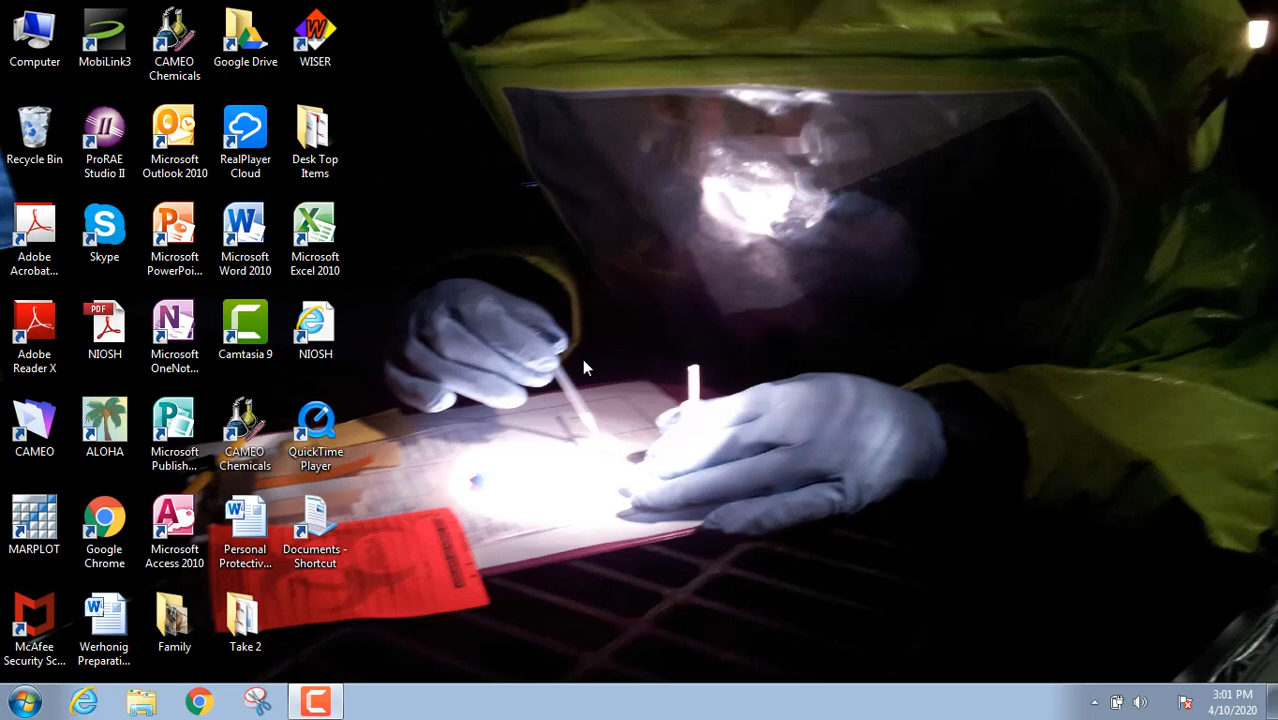 Computer
MobiLink3
CAMEO
Chemicals
Google Drive
W
WISER
Recycle Bin
II
ProRAE
Studio II
Microsoft
Outlook 2010
RealPlayer
Cloud
Desk Top
Items
Adobe
Acrobat...
Skype
Microsoft
PowerPoi...
Microsoft
Word 2010
Microsoft
Excel 2010
Adobe
Reader X
PDF
NIOSH
Microsoft
OneNot...
Camtasia 9
NIOSH
CAMEO
ALOHA
Microsoft
Publish...
CAMEO
Chemicals
QuickTime
Player
MARPLOT
Google
Chrome
Microsoft
Access 2010
Personal
Protectiv...
Documents -
Shortcut
McAfee
Security Sc...
Werhonig
Preparati...
Family
Take 2
3:01 PM
4/10/2020